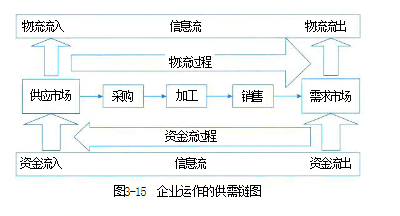 物流流入 信息流 物流流出
物流过程
供应市场 采购 加工 销售 需求市场
资金流过程
资金流入 信息流 资金流出
图3-15 企业运作的供需链图